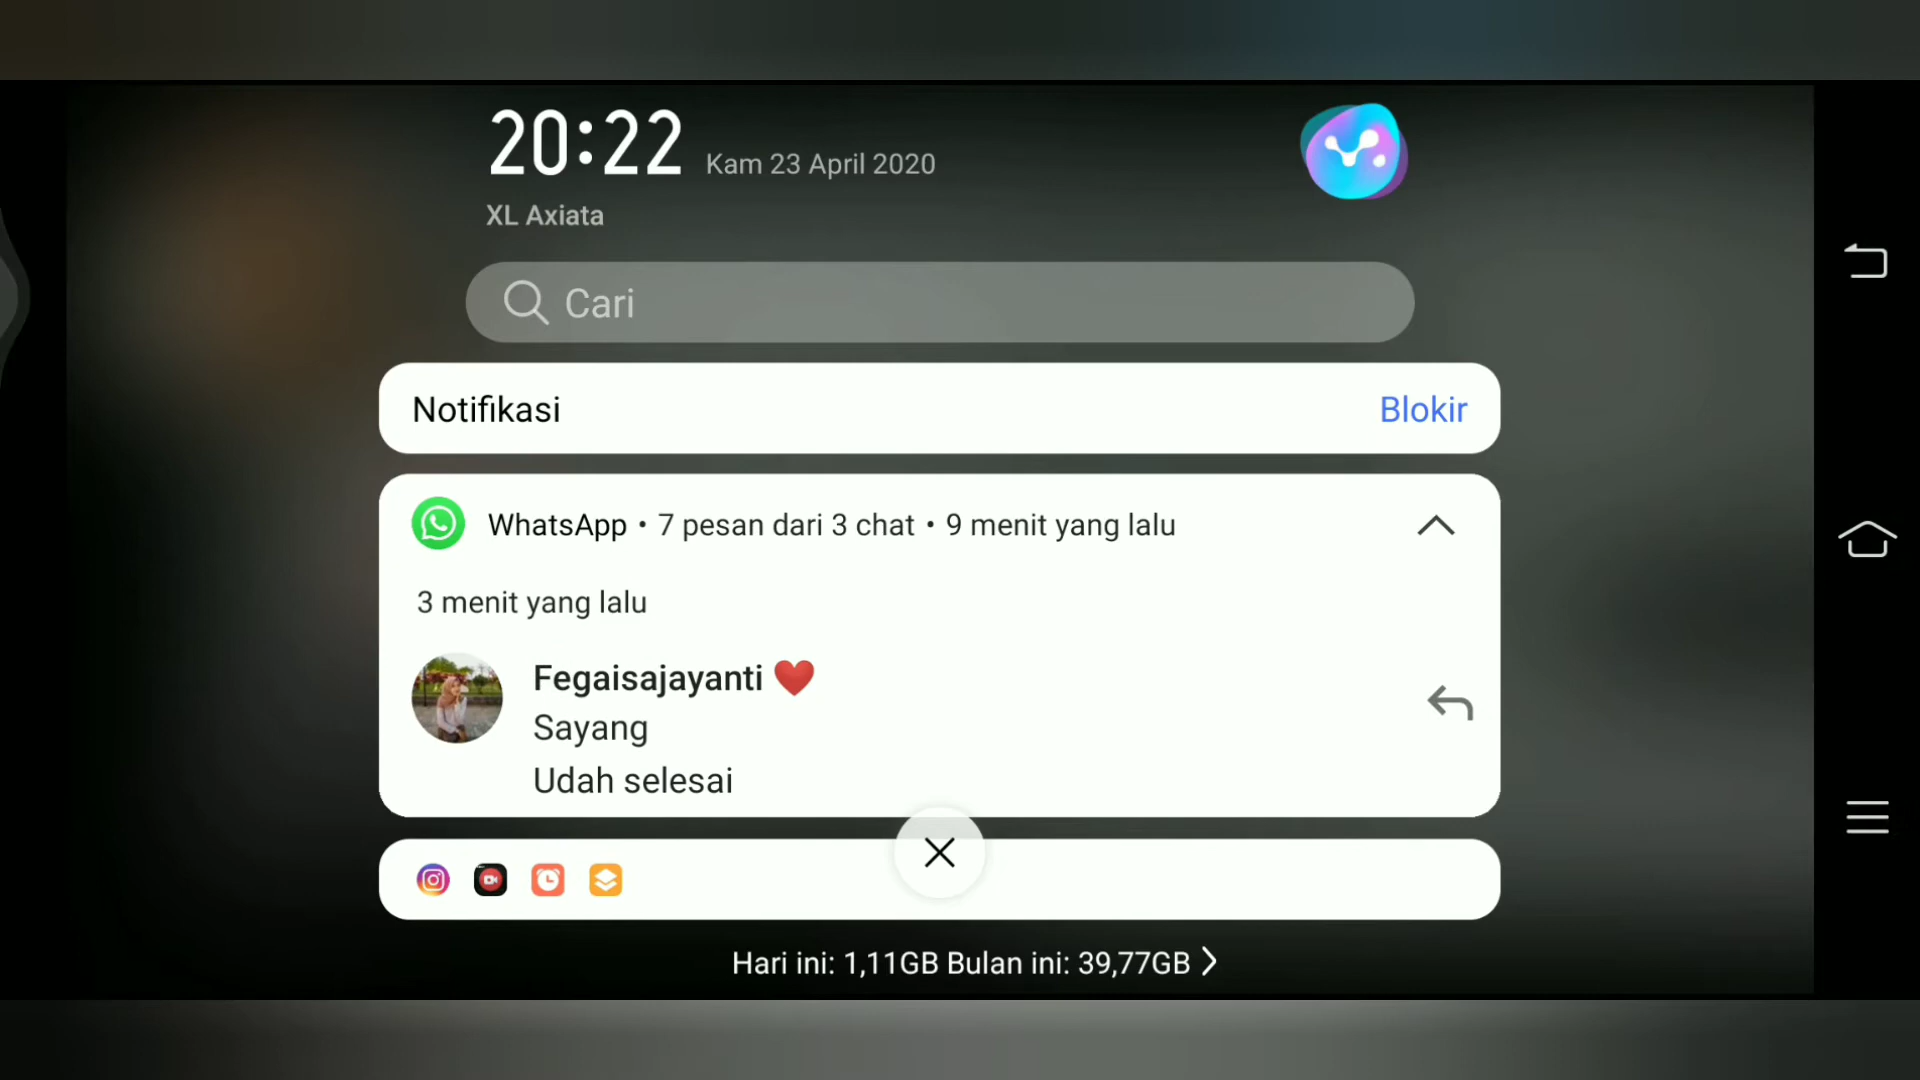 20:22 Kam 23 April 2020
XL Axiata
Cari
Notifikasi Blokir
WhatsApp • 7 pesan dari 3 chat • 9 menit yang lalu
3 menit yang lalu
Fegaisajayanti ❤️
Sayang
Udah selesai
Hari ini: 1,11GB Bulan ini: 39,77GB